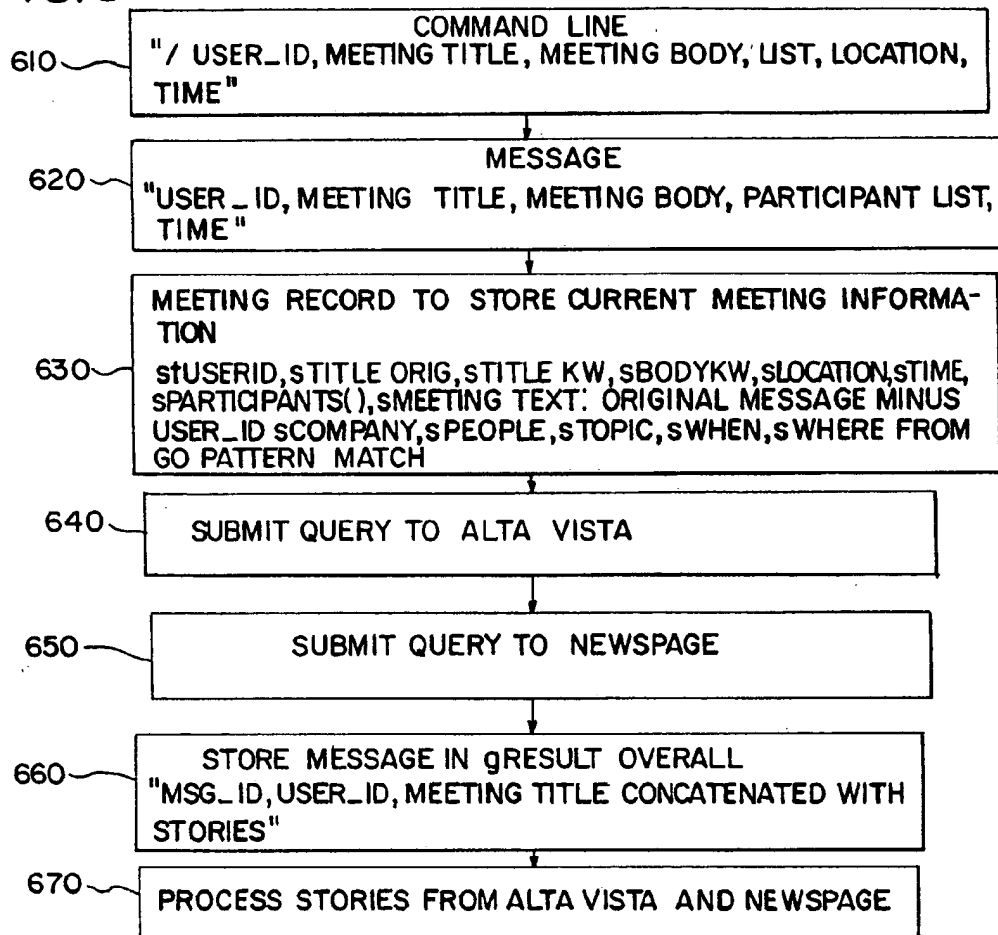 610
COMMAND LINE
"/ USER_ID, MEETING TITLE, MEETING BODY, LIST, LOCATION,
TIME"
620
MESSAGE
"USER_ID, MEETING TITLE, MEETING BODY, PARTICIPANT LIST,
TIME"
630
MEETING RECORD TO STORE CURRENT MEETING INFORMA-
TION
stUSERID, sTITLE ORIG, sTITLE KW, sBODYKW, sLOCATION, sTIME,
sPARTICIPANTS(), sMEETING TEXT: ORIGINAL MESSAGE MINUS
USER_ID sCOMPANY, sPEOPLE, sTOPIC, sWHEN, sWHERE FROM
GO PATTERN MATCH
640
SUBMIT QUERY TO ALTA VISTA
650
SUBMIT QUERY TO NEWSPAGE
660
STORE MESSAGE IN gRESULT OVERALL
"MSG_ID, USER_ID, MEETING TITLE CONCATENATED WITH
STORIES"
670
PROCESS STORIES FROM ALTA VISTA AND NEWSPAGE